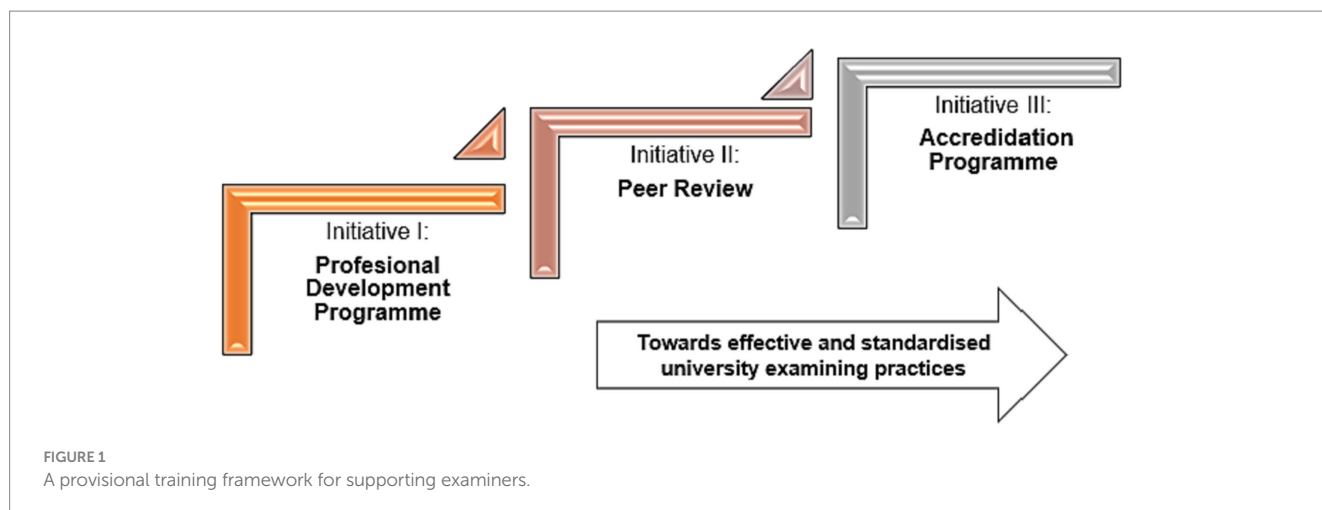 Initiative I:
Profesional
Development
Programme
Initiative II:
Peer Review
Initiative III:
Accredidation
Programme
Towards effective and standardised
university examining practices
FIGURE 1
A provisional training framework for supporting examiners.